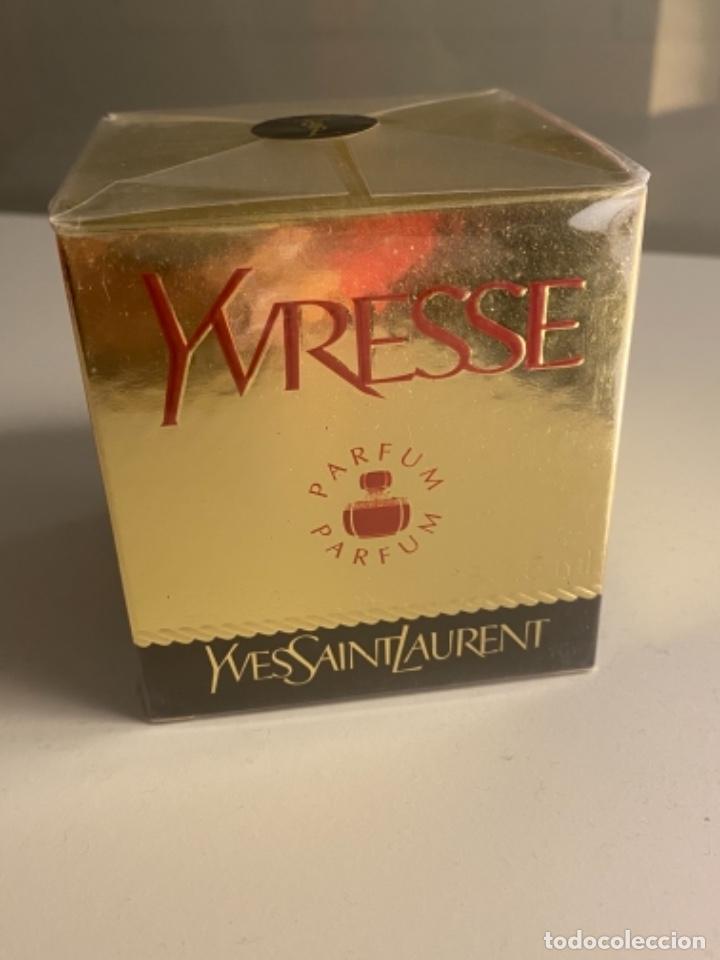 YVRESSE
PARFUM
PARFUM
YVESSAINTLAURENT
todocoleccion